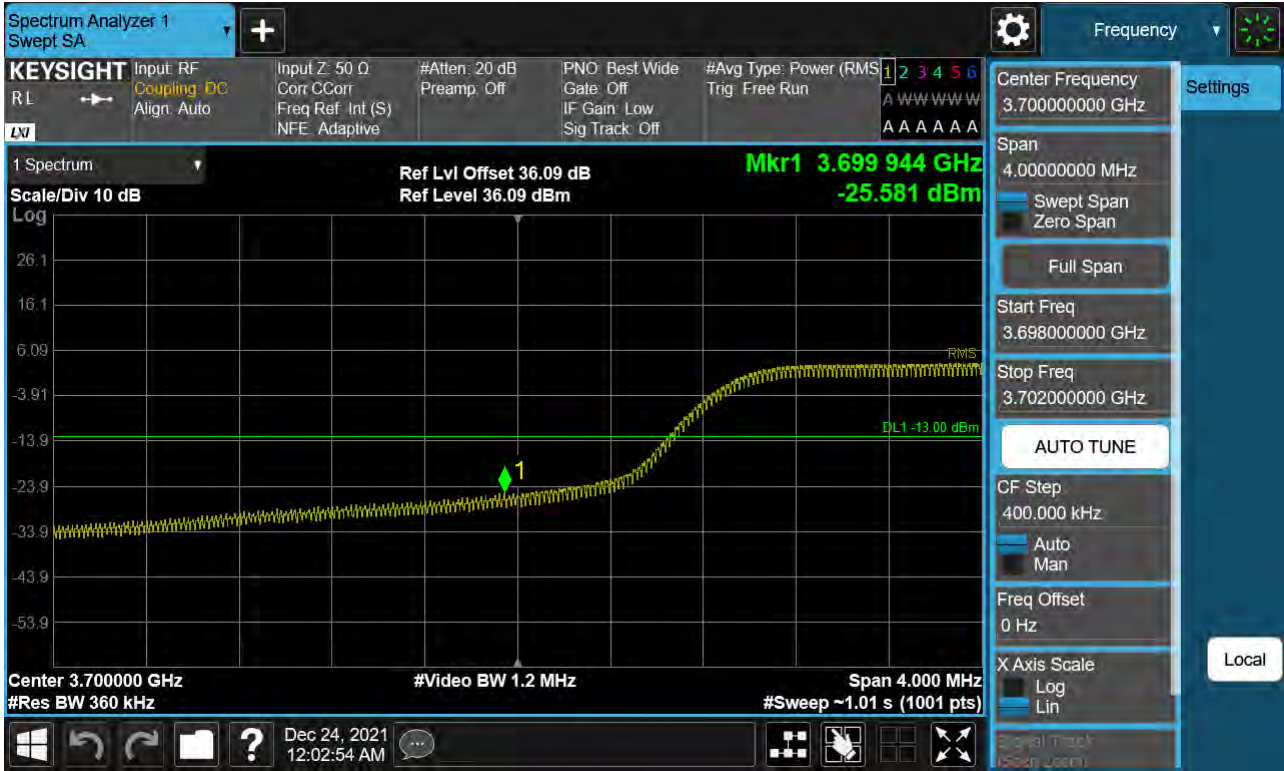 Spectrum Analyzer 1
Swept SA
+
Frequency
KEYSIGHT
RL
LXI
Input: RF
Coupling: DC
Align: Auto
Input Z: 50 Ω
Corr CCorr
Freq Ref: Int (S)
NFE: Adaptive
#Atten: 20 dB
Preamp: Off
PNO: Best Wide
Gate: Off
IF Gain: Low
Sig Track: Off
#Avg Type: Power (RMS
Trig: Free Run
1 2 3 4 5 6
A W W W W W
A A A A A A
1 Spectrum
Scale/Div 10 dB
Log
Ref Lvl Offset 36.09 dB
Ref Level 36.09 dBm
Mkr1 3.699 944 GHz
-25.581 dBm
26.1
16.1
6.09
-3.91
-13.9
-23.9
-33.9
-43.9
-53.9
RMS
DL1 -13.00 dBm
1
Center 3.700000 GHz
#Res BW 360 kHz
#Video BW 1.2 MHz
Span 4.000 MHz
#Sweep ~1.01 s (1001 pts)
Center Frequency
3.700000000 GHz
Span
4.00000000 MHz
Swept Span
Zero Span
Full Span
Start Freq
3.698000000 GHz
Stop Freq
3.702000000 GHz
AUTO TUNE
CF Step
400.000 kHz
Auto
Man
Freq Offset
0 Hz
X Axis Scale
Log
Lin
Signal Track
(Span Zoom)
Settings
Local
?
Dec 24, 2021
12:02:54 AM